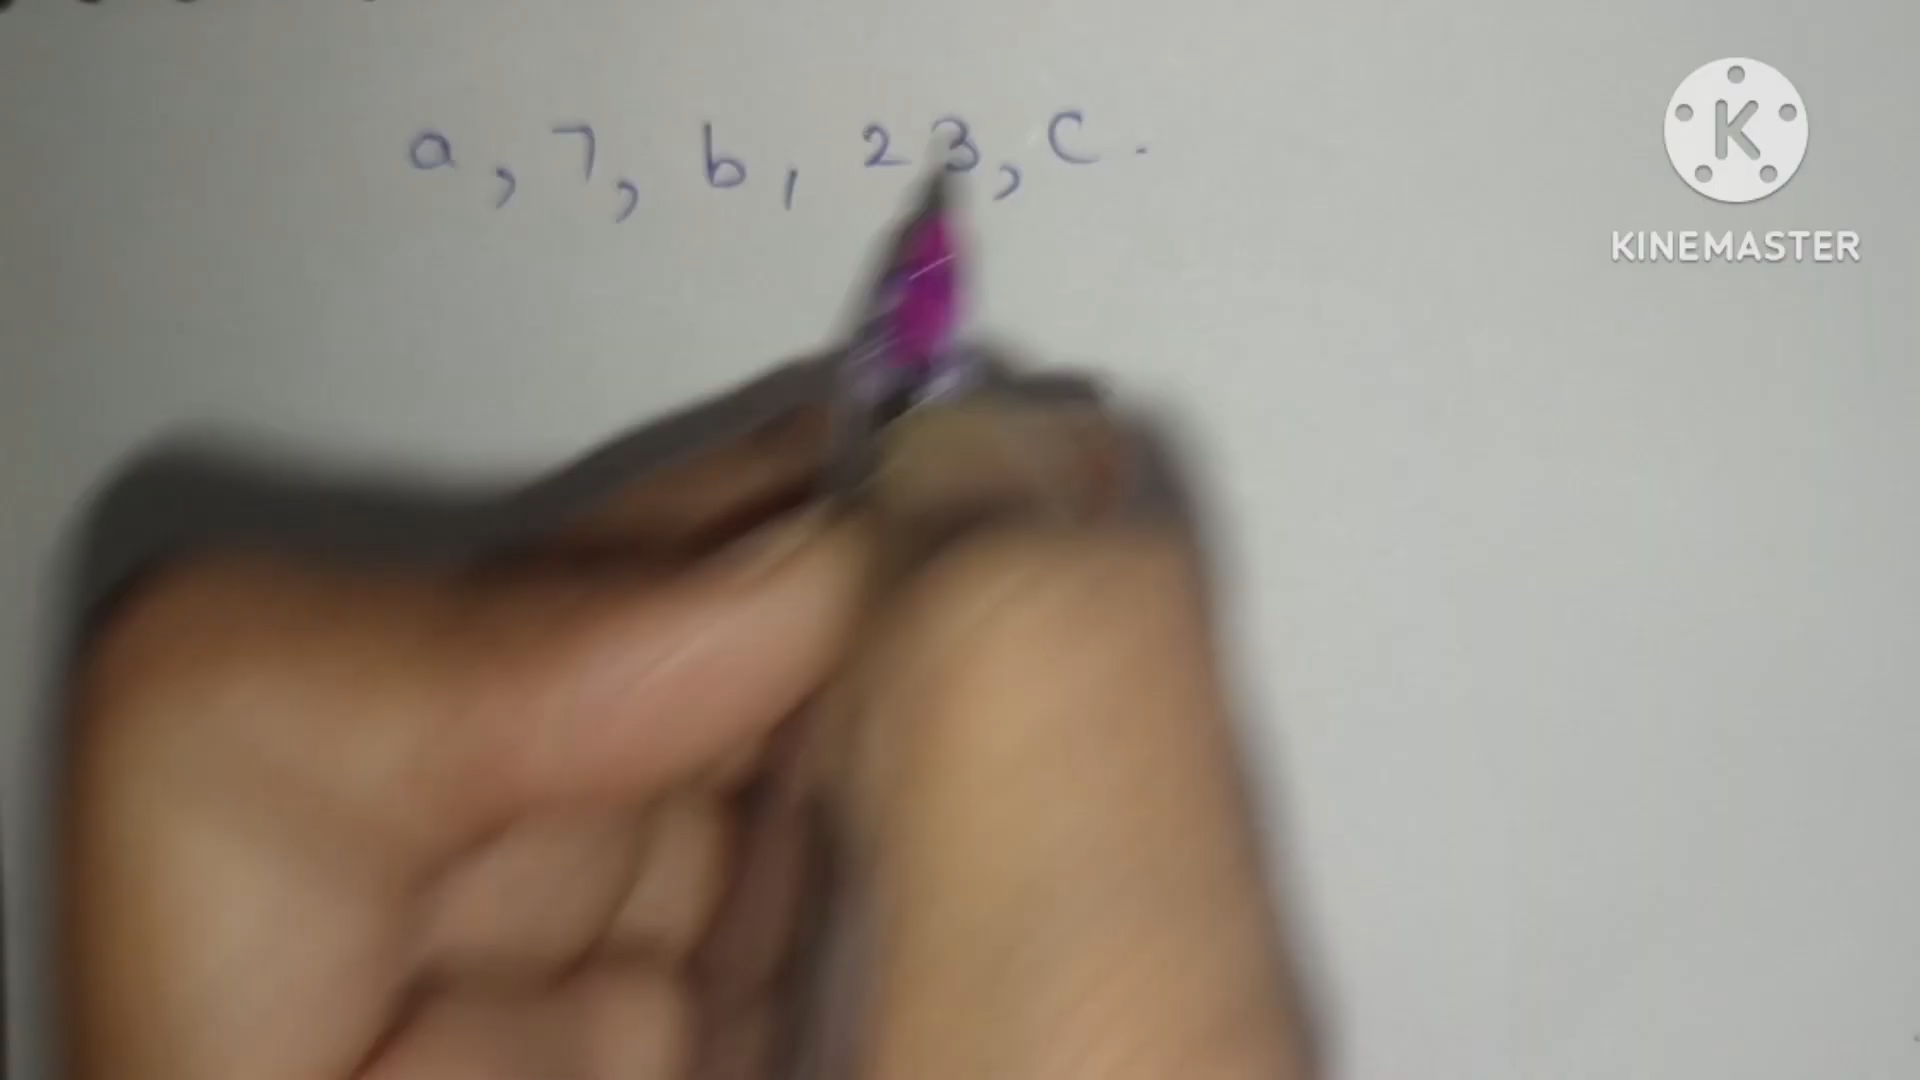 a, 7, b, 23, c.
K
KINEMASTER